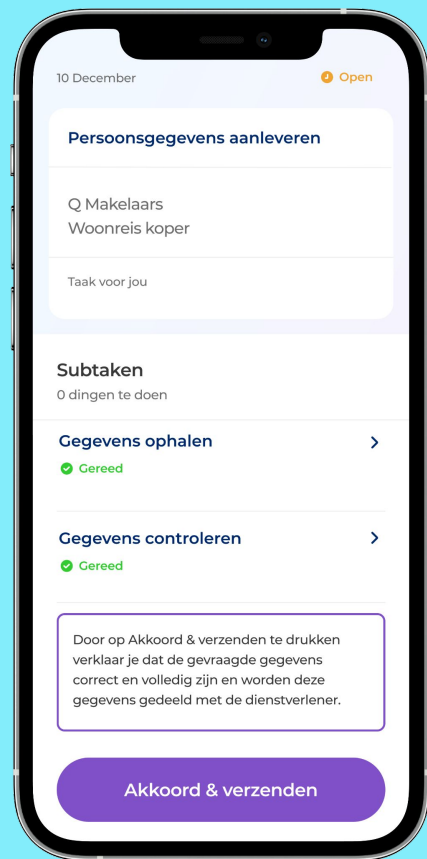 10 December
Open
Persoonsgegevens aanleveren
Q Makelaars
Woonreis koper
Taak voor jou
Subtaken
0 dingen te doen
Gegevens ophalen
Gereed
Gegevens controleren
Gereed
Door op Akkoord & verzenden te drukken
verklaar je dat de gevraagde gegevens
correct en volledig zijn en worden deze
gegevens gedeeld met de dienstverlener.
Akkoord & verzenden